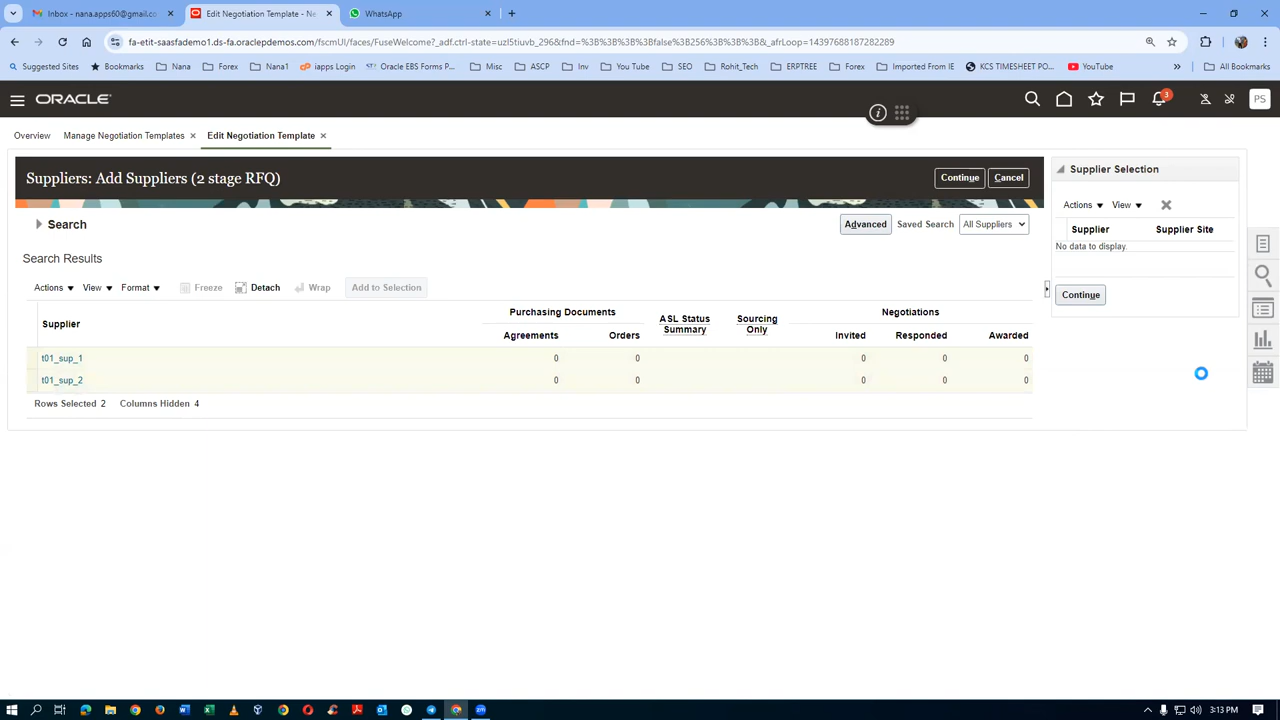 Inbox - nana.apps60@gmail.co
Edit Negotiation Template - Ne
WhatsApp
fa-etit-saasfademo1.ds-fa.oraclepdemos.com/fscmUI/faces/FuseWelcome?_adf.ctrl-state=uzl5tiuvb_296&fnd=%3B%3B%3B%3Bfalse%3B256%3B%3B%3B&_afrLoop=14397688187282289
Suggested Sites
Bookmarks
Nana
Forex
Nana1
iapps Login
Oracle EBS Forms P...
Misc
ASCP
Inv
You Tube
SEO
Rohit_Tech
ERPTREE
Forex
Imported From IE
KCS TIMESHEET PO...
YouTube
All Bookmarks
ORACLE
3
PS
Overview
Manage Negotiation Templates
Edit Negotiation Template
Suppliers: Add Suppliers (2 stage RFQ)
Continue
Cancel
Search
Advanced
Saved Search
All Suppliers
Search Results
Actions
View
Format
Freeze
Detach
Wrap
Add to Selection
Supplier
Purchasing Documents
Agreements
Orders
ASL Status Summary
Sourcing Only
Negotiations
Invited
Responded
Awarded
t01_sup_1 0 0 0 0 0
t01_sup_2 0 0 0 0 0
Rows Selected 2
Columns Hidden 4
Supplier Selection
Actions
View
Supplier
Supplier Site
No data to display.
Continue
3:13 PM